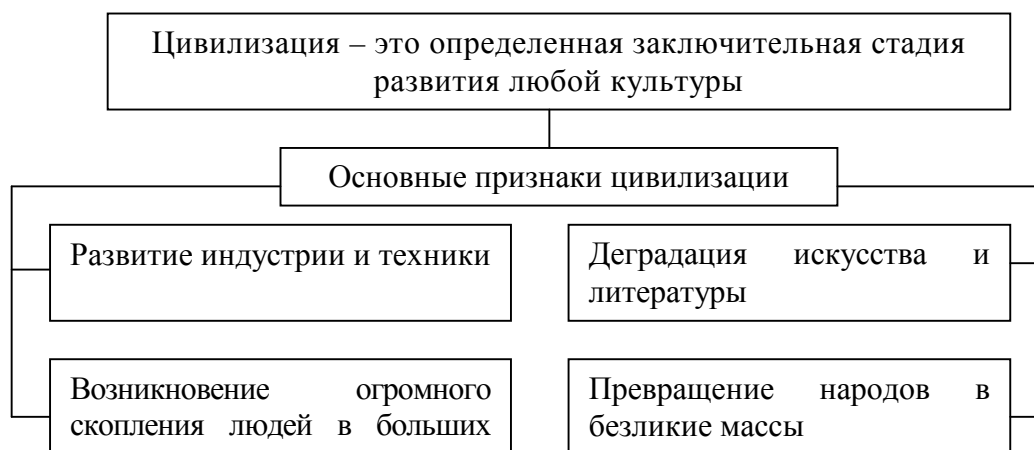 Цивилизация – это определенная заключительная стадия
развития любой культуры
Основные признаки цивилизации
Развитие индустрии и техники
Деградация искусства и
литературы
Возникновение огромного
скопления людей в больших
Превращение народов в
безликие массы